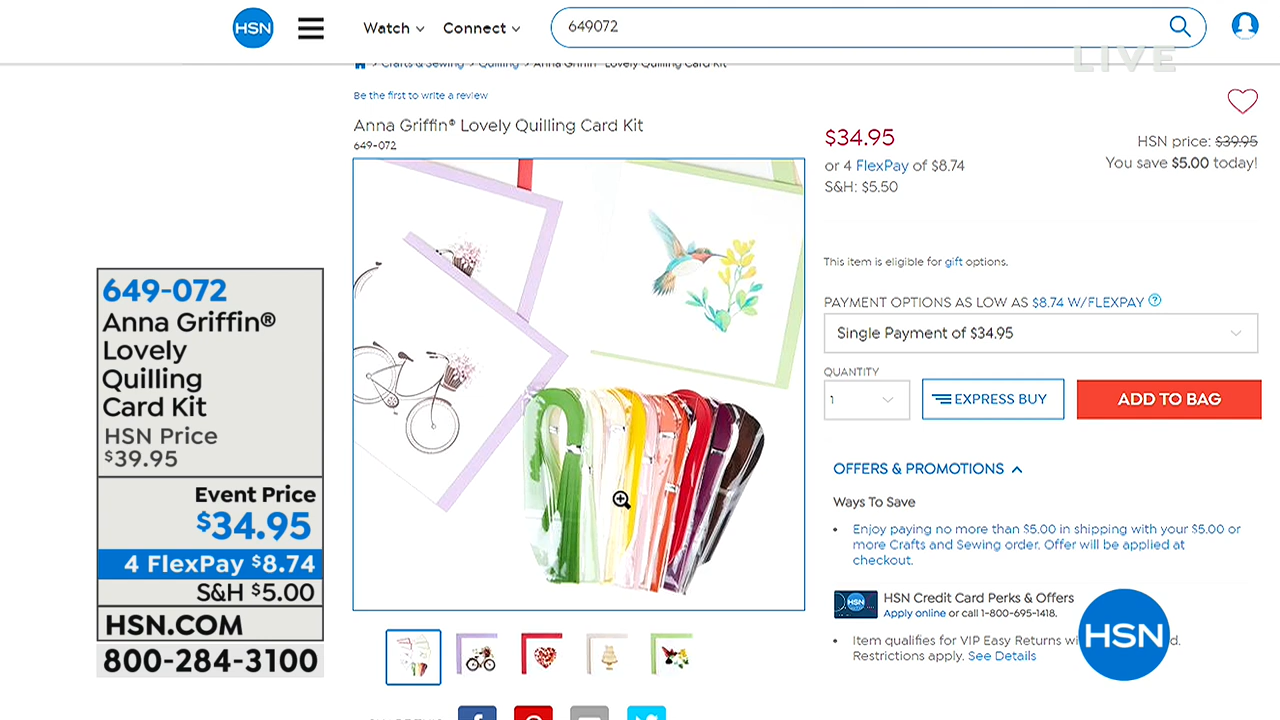 HSN
Watch
Connect
649072
LIVE
Crafts & Sewing > Quilling > Anna Griffin® Lovely Quilling Card Kit
Be the first to write a review
Anna Griffin® Lovely Quilling Card Kit
649-072
$34.95
or 4 FlexPay of $8.74
S&H: $5.50
HSN price: $39.95
You save $5.00 today!
This item is eligible for gift options.
PAYMENT OPTIONS AS LOW AS $8.74 W/FLEXPAY ?
Single Payment of $34.95
QUANTITY
1
EXPRESS BUY
ADD TO BAG
OFFERS & PROMOTIONS
Ways To Save
• Enjoy paying no more than $5.00 in shipping with your $5.00 or
more Crafts and Sewing order. Offer will be applied at
checkout.
HSN
HSN Credit Card Perks & Offers
Apply online or call 1-800-695-1418.
• Item qualifies for VIP Easy Returns
Restrictions apply. See Details
HSN
649-072
Anna Griffin®
Lovely
Quilling
Card Kit
HSN Price
$39.95
Event Price
$34.95
4 FlexPay $8.74
S&H $5.00
HSN.COM
800-284-3100